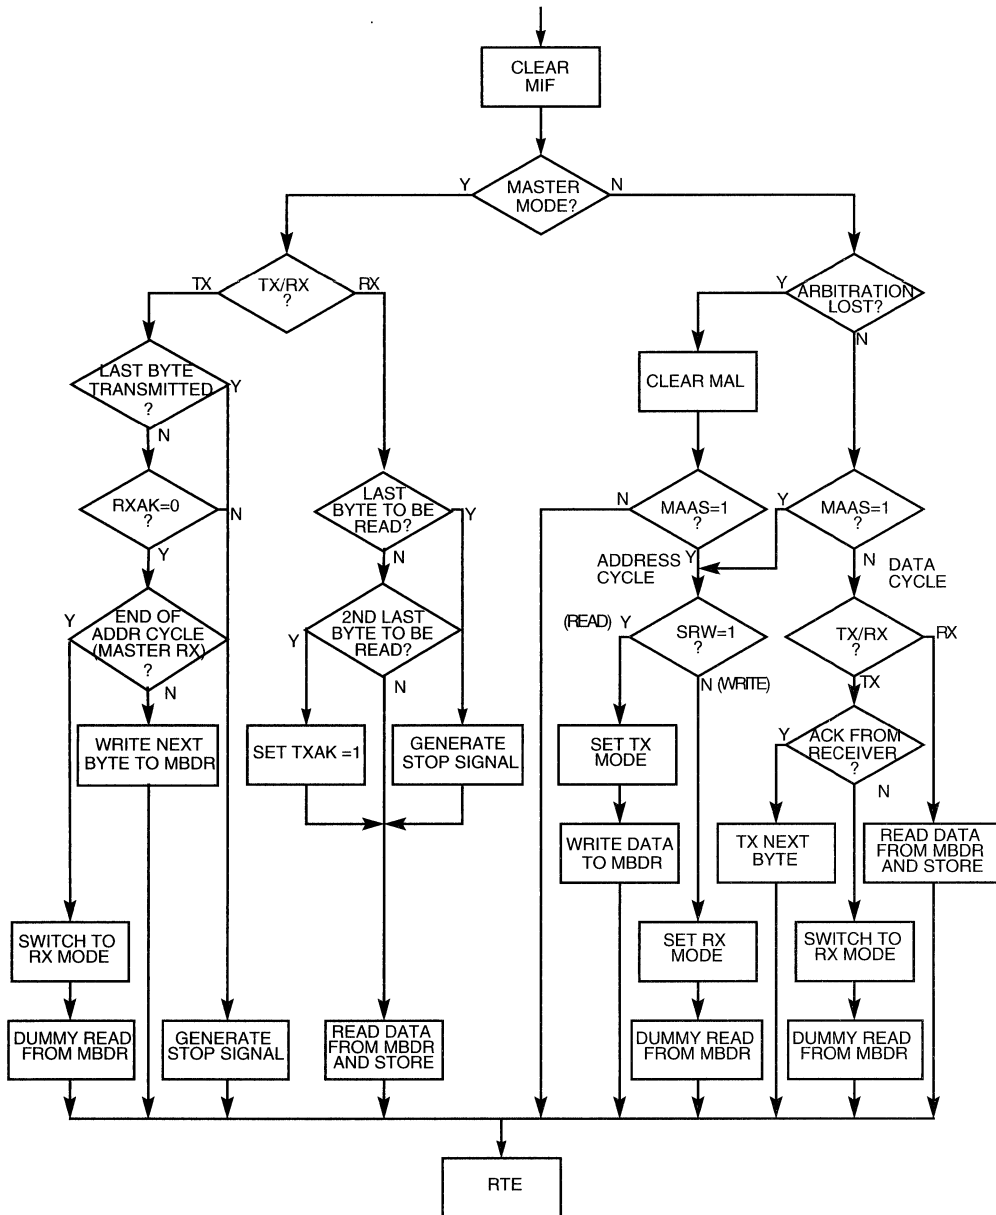 CLEAR
MIF
Y
MASTER
MODE?
N
TX
TX/RX
?
RX
Y
ARBITRATION
LOST?
N
LAST BYTE
TRANSMITTED
?
Y
N
CLEAR MAL
RXAK=0
?
N
Y
LAST
BYTE TO BE
READ?
Y
N
N
MAAS=1
?
Y
ADDRESS
CYCLE
Y
MAAS=1
?
N
DATA
CYCLE
Y
END OF
ADDR CYCLE
(MASTER RX)
?
N
Y
2ND LAST
BYTE TO BE
READ?
N
(READ)
Y
SRW=1
?
N (WRITE)
TX/RX
?
RX
TX
WRITE NEXT
BYTE TO MBDR
SET TXAK =1
GENERATE
STOP SIGNAL
SET TX
MODE
Y
ACK FROM
RECEIVER
?
N
WRITE DATA
TO MBDR
TX NEXT
BYTE
READ DATA
FROM MBDR
AND STORE
SWITCH TO
RX MODE
SET RX
MODE
SWITCH TO
RX MODE
DUMMY READ
FROM MBDR
GENERATE
STOP SIGNAL
READ DATA
FROM MBDR
AND STORE
DUMMY READ
FROM MBDR
DUMMY READ
FROM MBDR
RTE